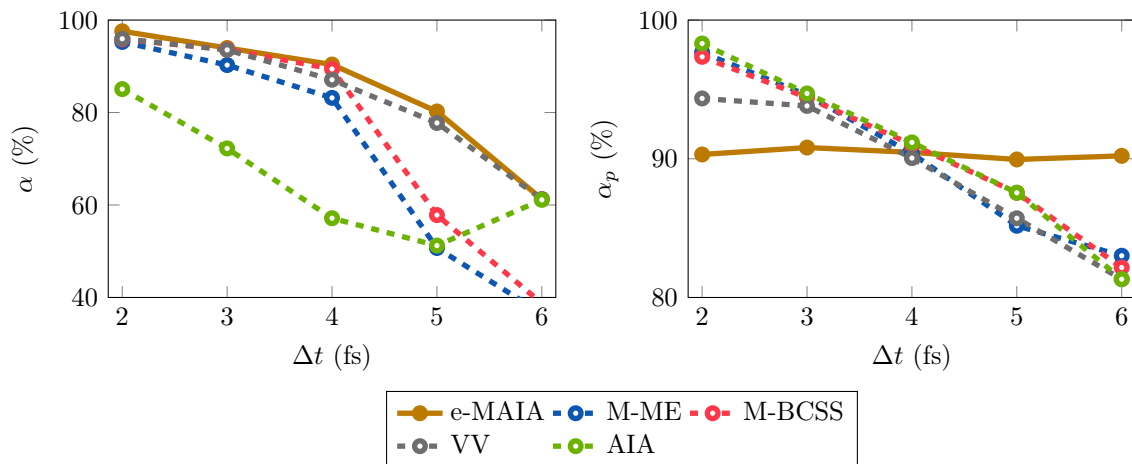 100
80
60
40
α (%)
2 3 4 5 6
Δt (fs)
100
90
80
α_p (%)
2 3 4 5 6
Δt (fs)
e-MAIA M-ME M-BCSS
VV AIA